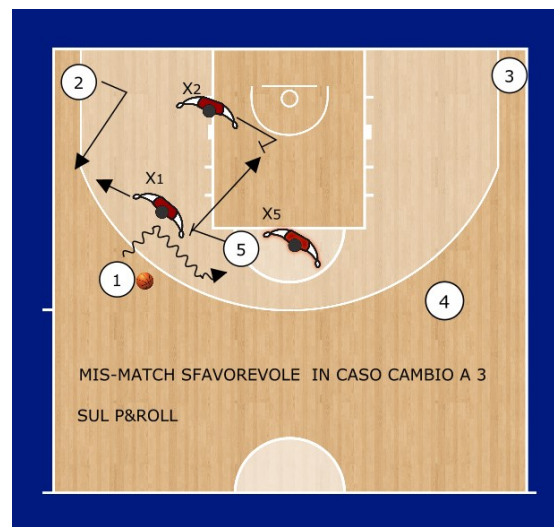 2
X2
3
X1
X5
5
1
4
MIS-MATCH SFAVOREVOLE IN CASO CAMBIO A 3
SUL P&ROLL